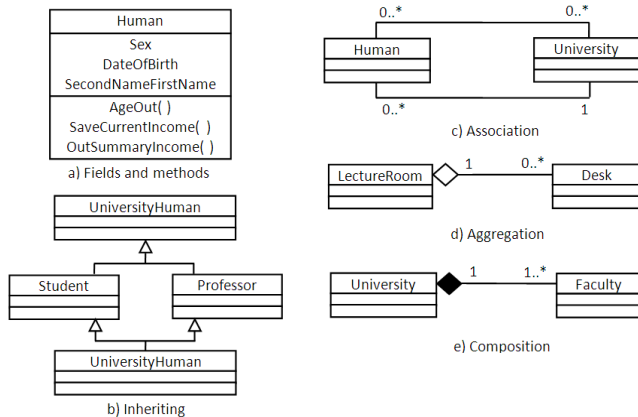 Human
Sex
DateOfBirth
SecondNameFirstName
AgeOut( )
SaveCurrentIncome( )
OutSummaryIncome( )
a) Fields and methods
UniversityHuman
Student
Professor
UniversityHuman
b) Inheriting
0..*
0..*
Human
University
0..*
1
c) Association
LectureRoom
1
0..*
Desk
d) Aggregation
University
1
1..*
Faculty
e) Composition